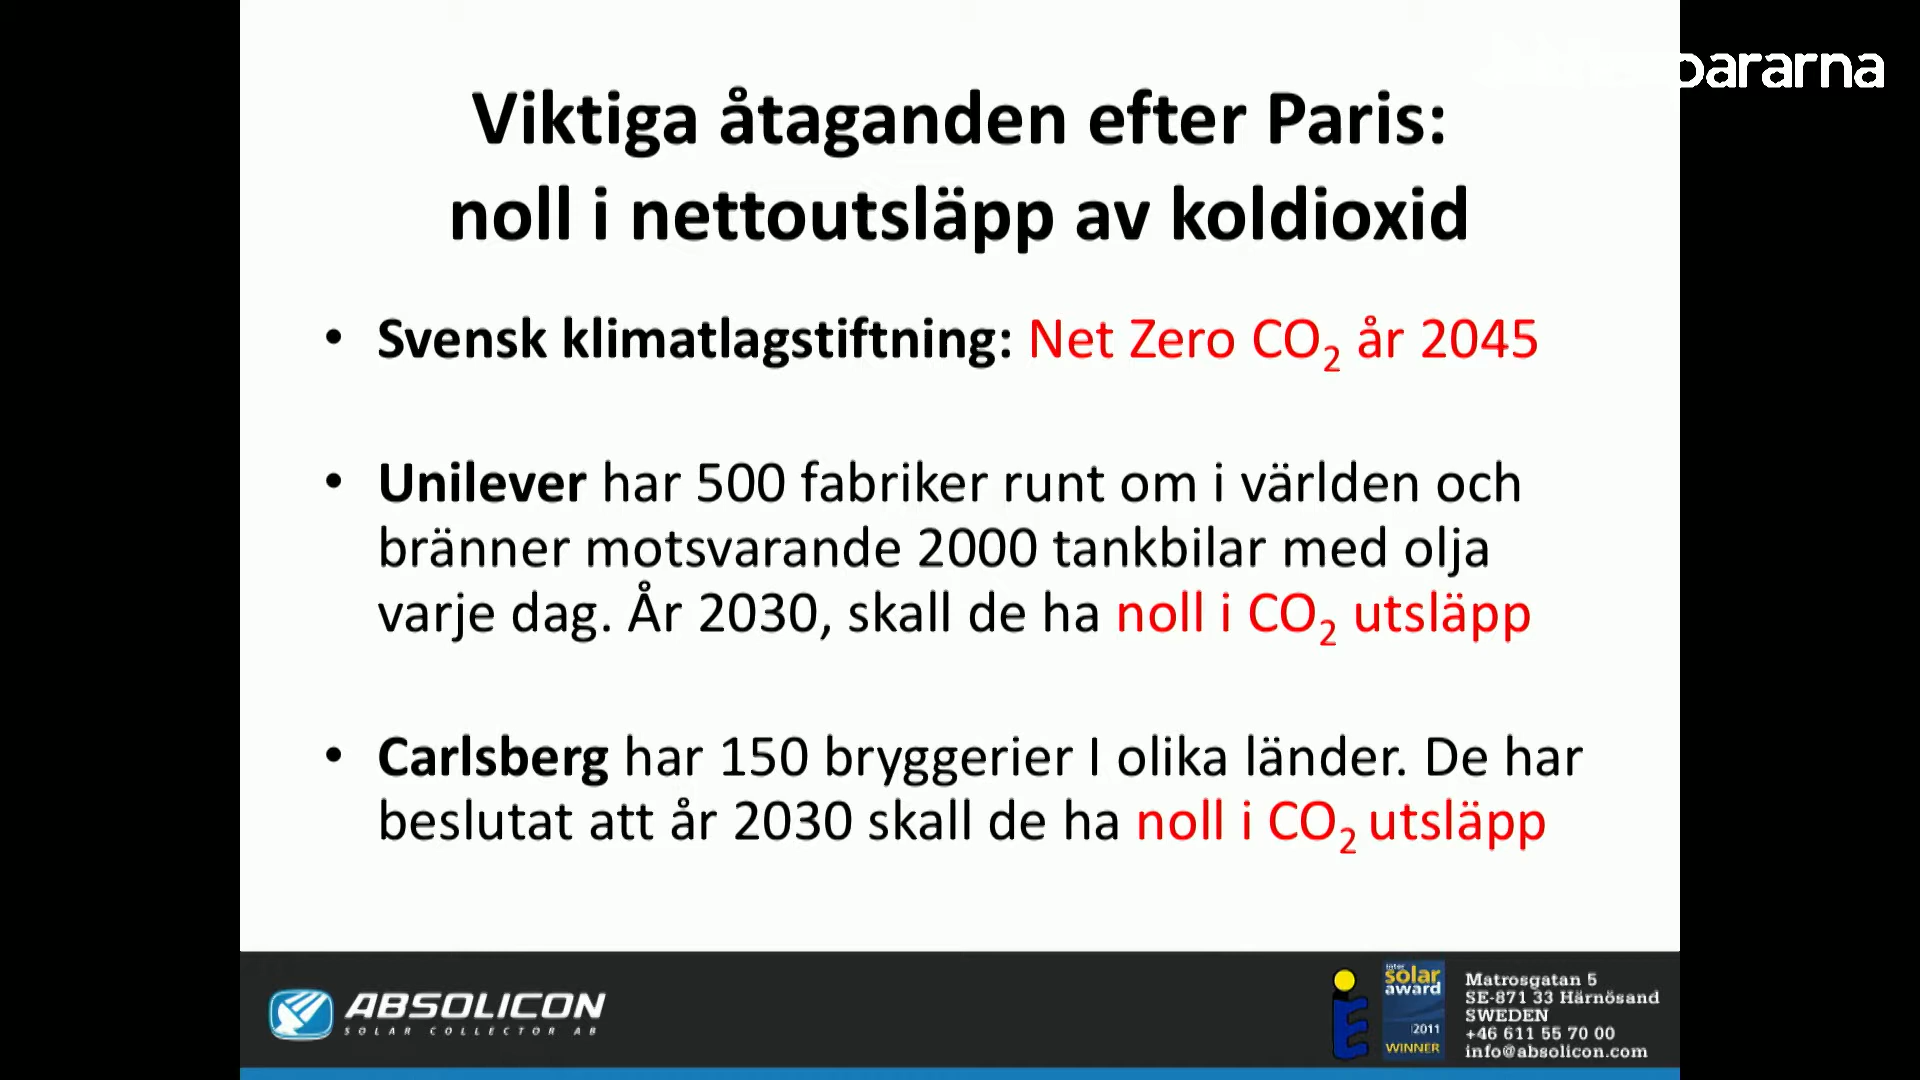 pararna
Viktiga åtaganden efter Paris:
noll i nettoutsläpp av koldioxid
• Svensk klimatlagstiftning: Net Zero CO₂ år 2045
• Unilever har 500 fabriker runt om i världen och
bränner motsvarande 2000 tankbilar med olja
varje dag. År 2030, skall de ha noll i CO₂ utsläpp
• Carlsberg har 150 bryggerier I olika länder. De har
beslutat att år 2030 skall de ha noll i CO₂ utsläpp
ABSOLICON
SOLAR COLLECTOR AB
inter
solar
award
2011
WINNER
Matrosgatan 5
SE-871 33 Härnösand
SWEDEN
+46 611 55 70 00
info@absolicon.com